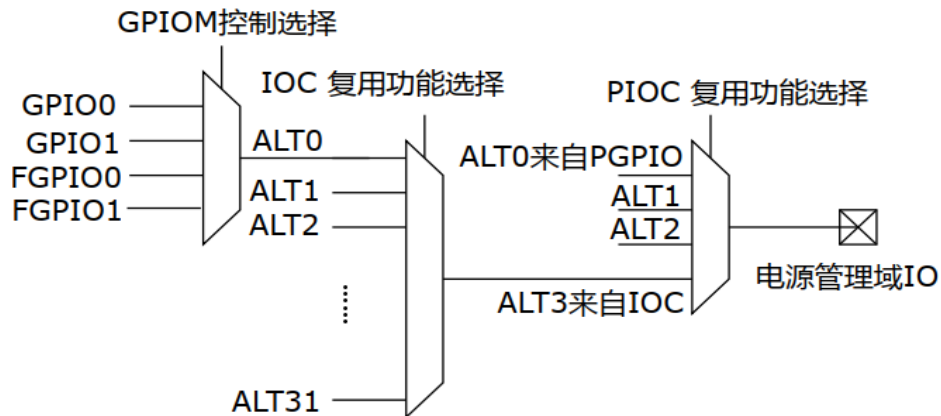 GPIOM控制选择
GPIO0
GPIO1
FGPIO0
FGPIO1
IOC 复用功能选择
ALT0
ALT1
ALT2
ALT31
PIOC 复用功能选择
ALT0来自PGPIO
ALT1
ALT2
ALT3来自IOC
电源管理域IO